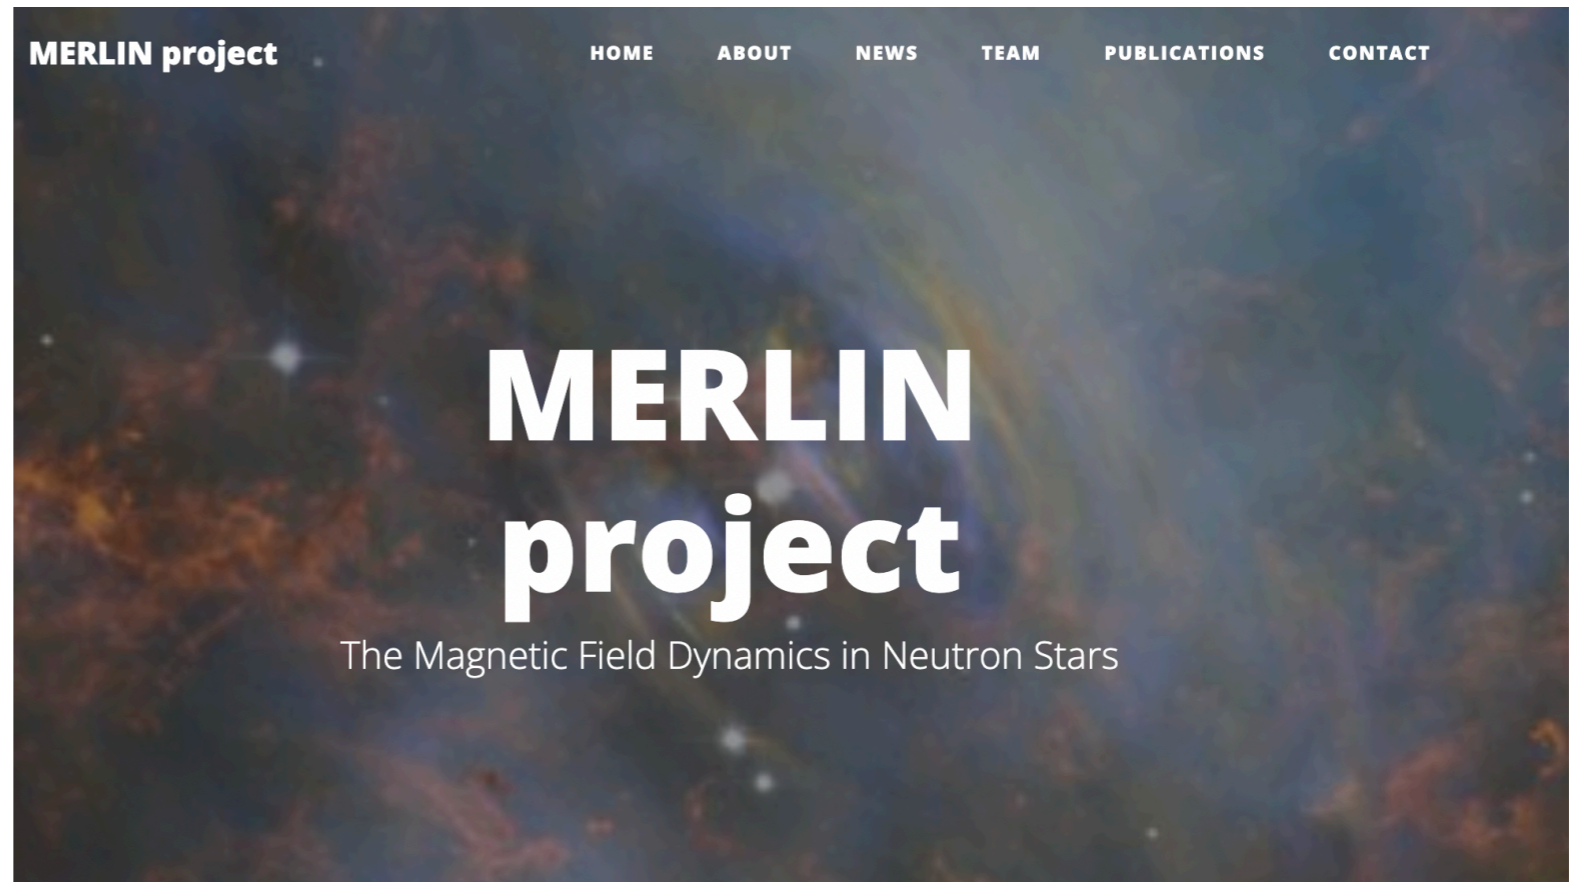 MERLIN project
HOME ABOUT NEWS TEAM PUBLICATIONS CONTACT
MERLIN
project
The Magnetic Field Dynamics in Neutron Stars